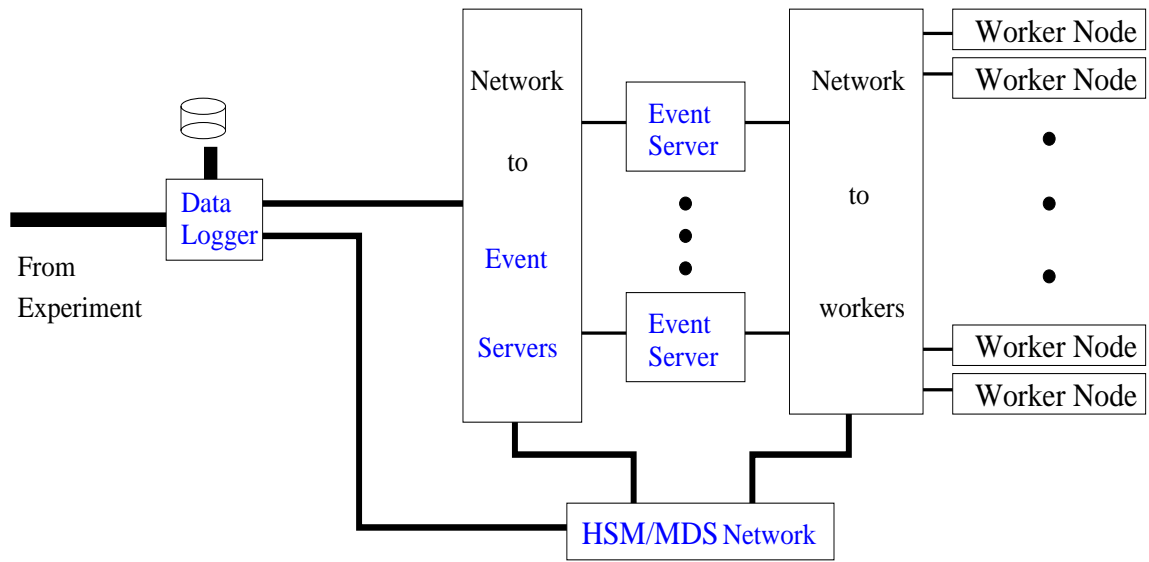 From
Experiment
Data
Logger
Network
to
Event
Servers
Event
Server
Event
Server
Network
to
workers
Worker Node
Worker Node
Worker Node
Worker Node
HSM/MDS Network